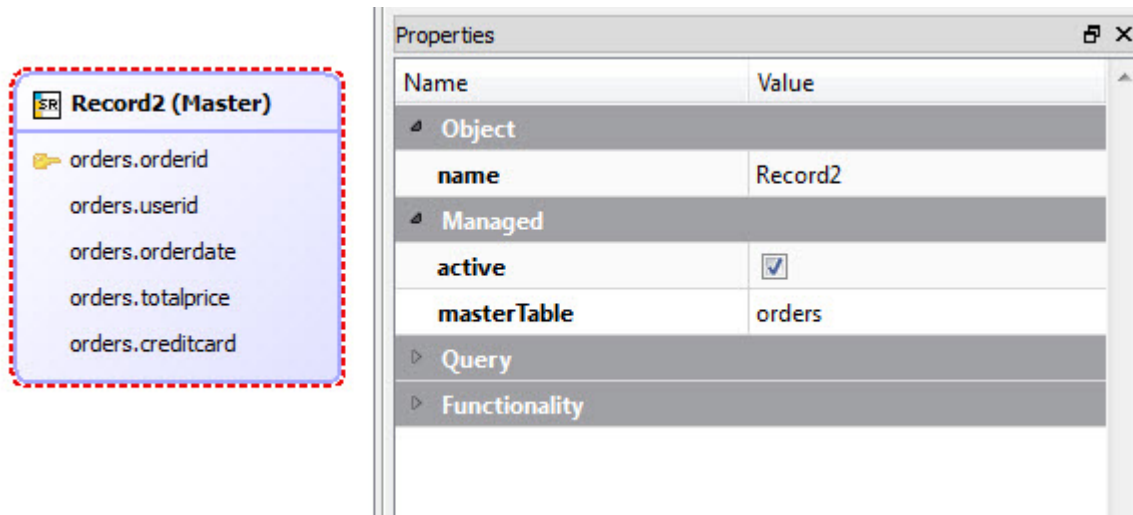 SR Record2 (Master)
orders.orderid
orders.userid
orders.orderdate
orders.totalprice
orders.creditcard
Properties
Name Value
Object
name Record2
Managed
active
masterTable orders
Query
Functionality